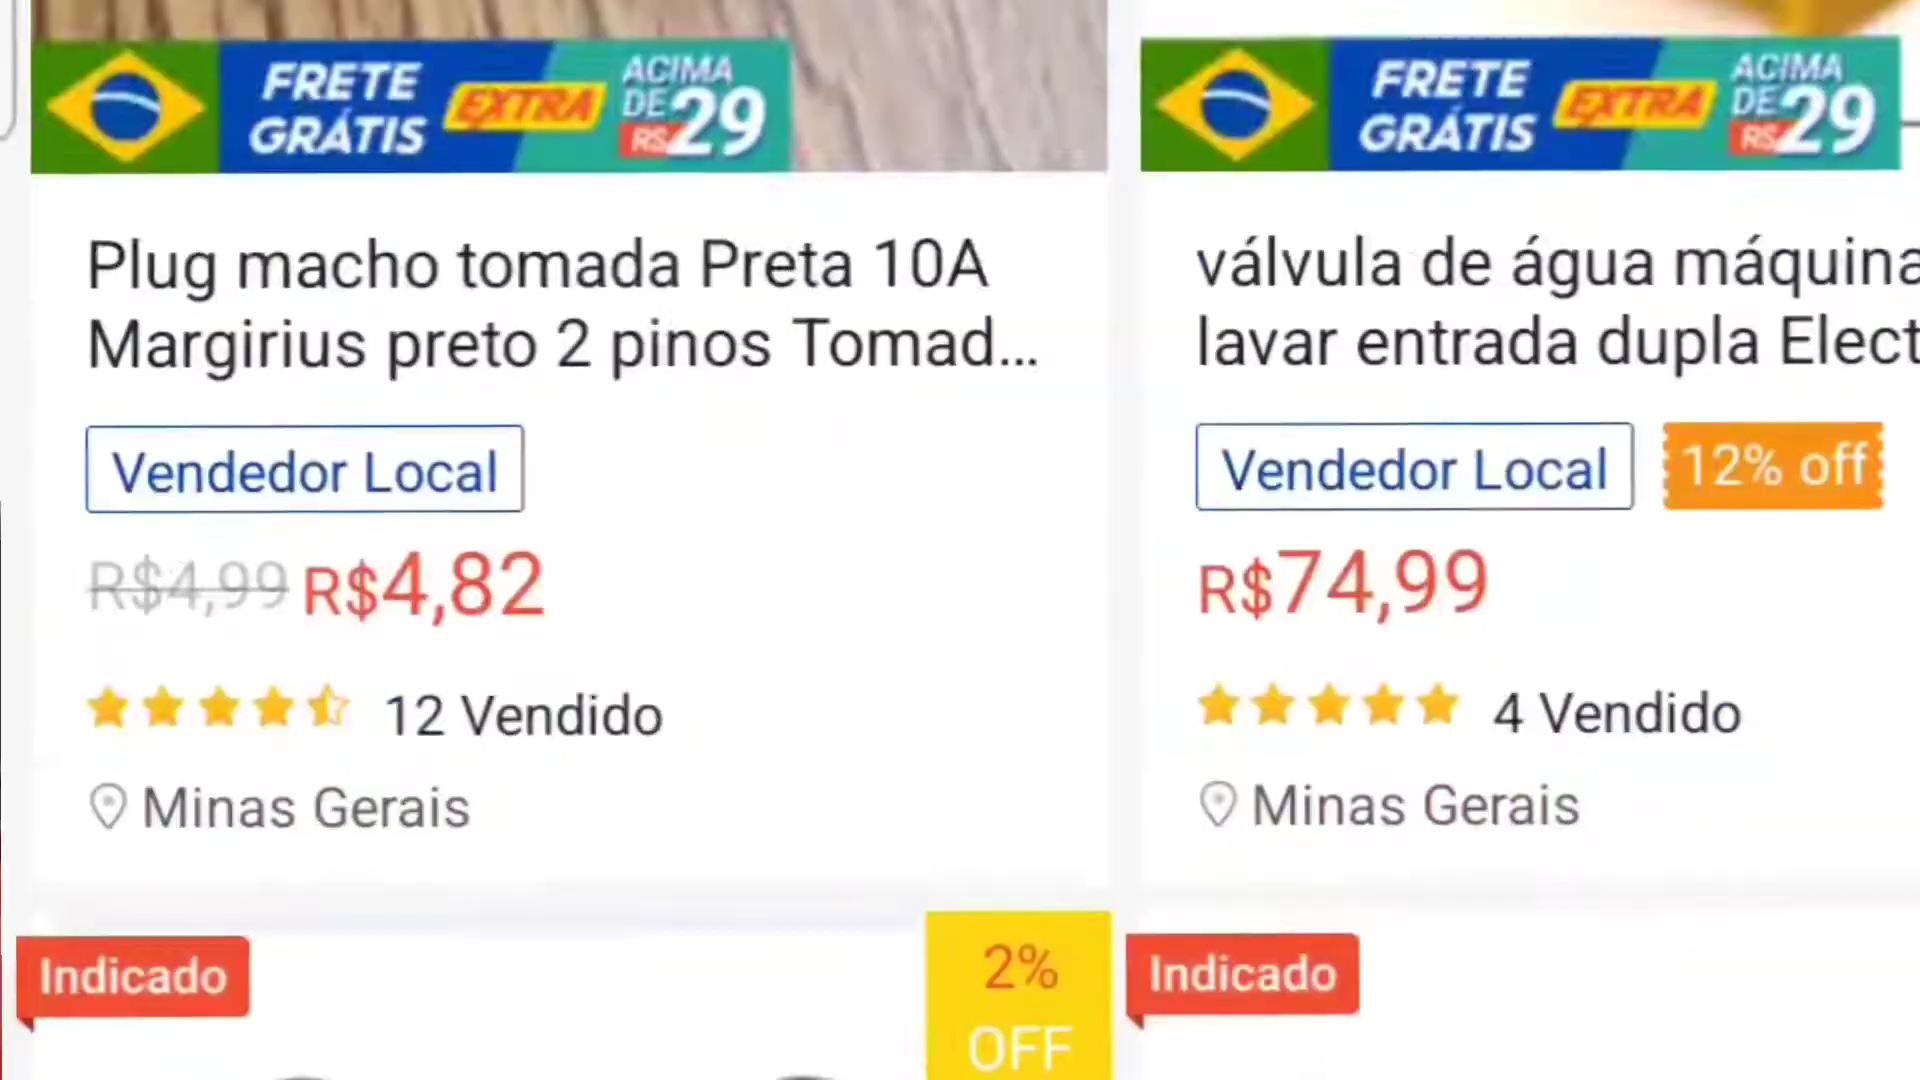 FRETE GRÁTIS EXTRA ACIMA DE R$29
FRETE GRÁTIS EXTRA ACIMA DE R$29
Plug macho tomada Preta 10A
Margirius preto 2 pinos Tomad...
Vendedor Local
R$4,99 R$4,82
12 Vendido
Minas Gerais
válvula de água máquina
lavar entrada dupla Elect
Vendedor Local 12% off
R$74,99
4 Vendido
Minas Gerais
Indicado
2%
OFF
Indicado